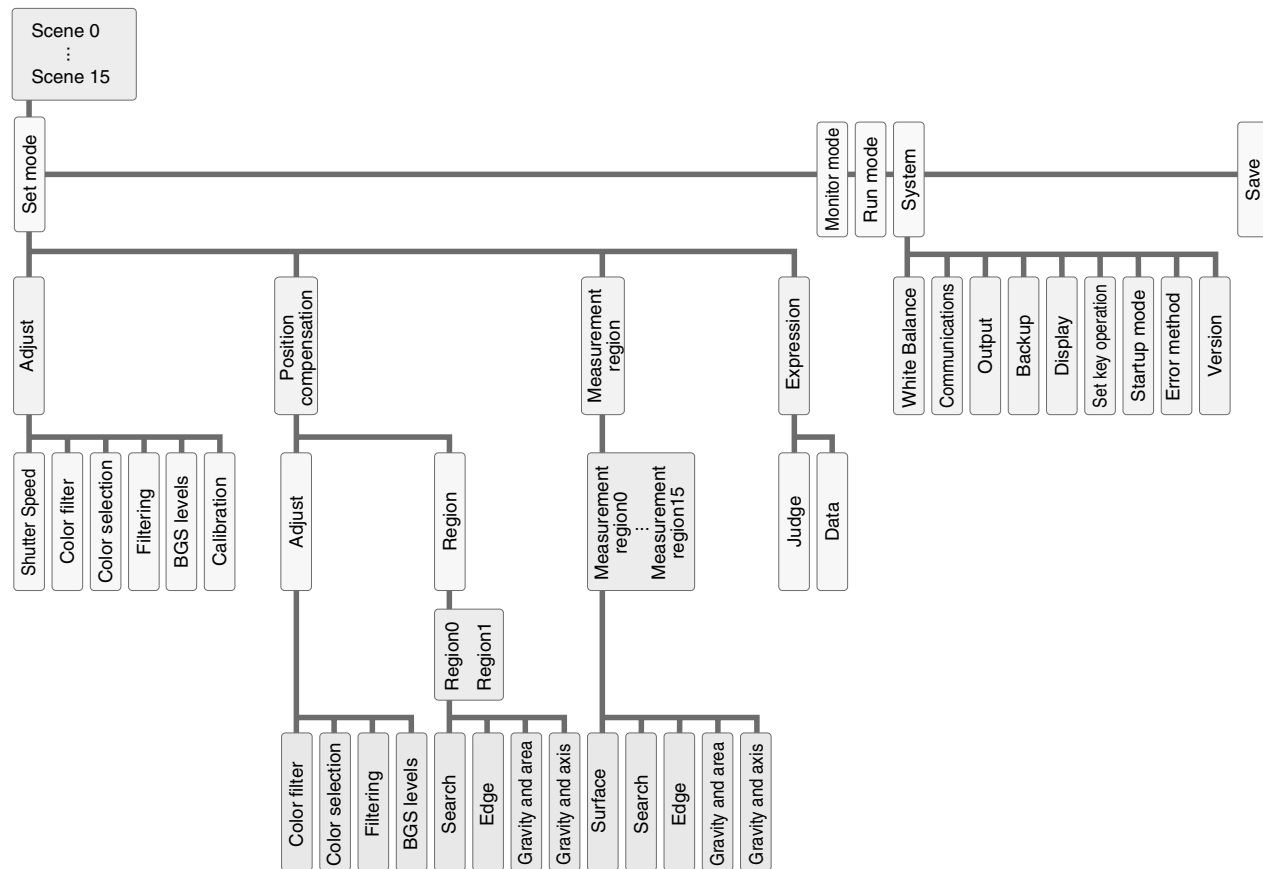 Scene 0
⋮
Scene 15
Set mode
Monitor mode
Run mode
System
Save
Adjust
Position
compensation
Measurement
region
Expression
White Balance
Communications
Output
Backup
Display
Set key operation
Startup mode
Error method
Version
Shutter Speed
Color filter
Color selection
Filtering
BGS levels
Calibration
Adjust
Region
Measurement
region0
⋮
Measurement
region15
Judge
Data
Region0
Region1
Color filter
Color selection
Filtering
BGS levels
Search
Edge
Gravity and area
Gravity and axis
Surface
Search
Edge
Gravity and area
Gravity and axis